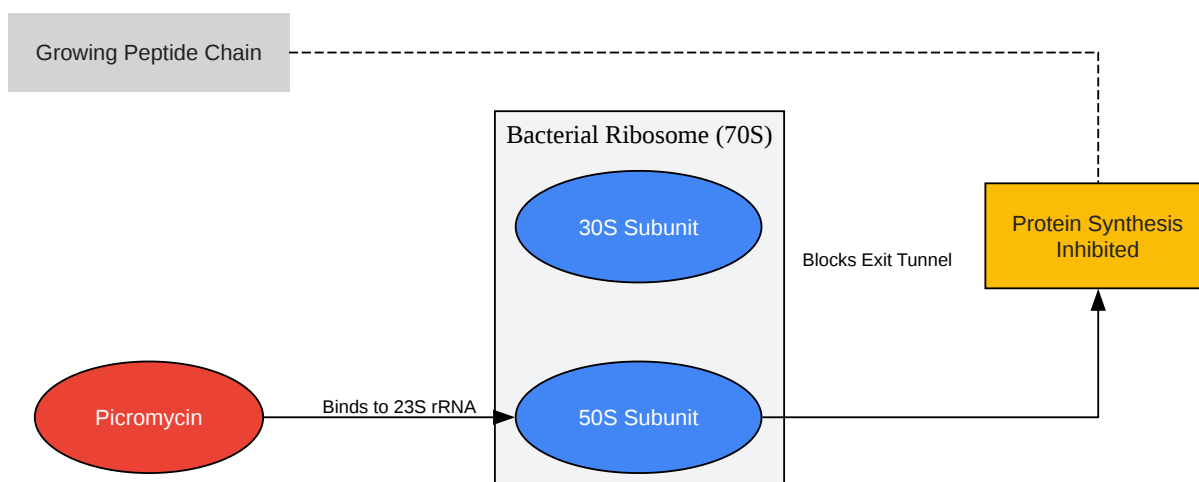 Growing Peptide Chain
Bacterial Ribosome (70S)
30S Subunit
Protein Synthesis
Inhibited
Blocks Exit Tunnel
Picromycin
Binds to 23S rRNA
50S Subunit